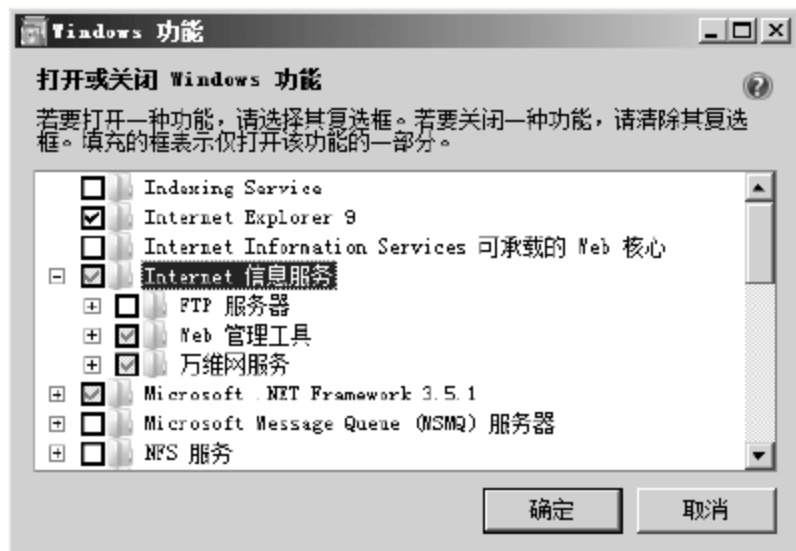 Windows 功能
打开或关闭 Windows 功能
若要打开一种功能，请选择其复选框。若要关闭一种功能，请清除其复选
框。填充的框表示仅打开该功能的一部分。
Indexing Service
Internet Explorer 9
Internet Information Services 可承载的 Web 核心
Internet 信息服务
FTP 服务器
Web 管理工具
万维网服务
Microsoft .NET Framework 3.5.1
Microsoft Message Queue (MSMQ) 服务器
NFS 服务
确定
取消